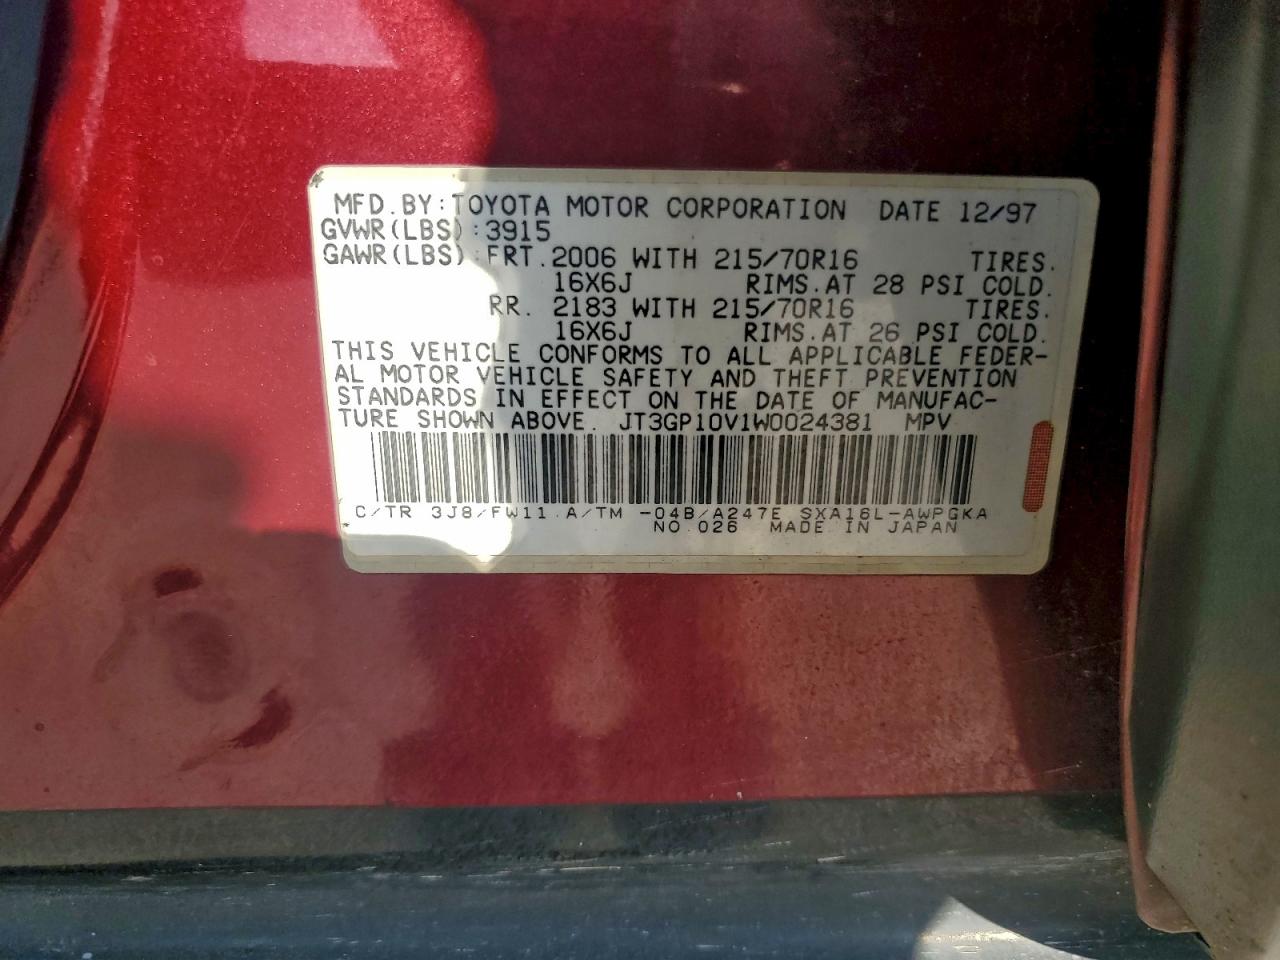 MFD. BY: TOYOTA MOTOR CORPORATION DATE 12/97
GVWR(LBS): 3915
GAWR(LBS) FRT. 2006 WITH 215/70R16 TIRES.
16X6J RIMS. AT 28 PSI COLD.
RR. 2183 WITH 215/70R16 TIRES.
16X6J RIMS. AT 26 PSI COLD.
THIS VEHICLE CONFORMS TO ALL APPLICABLE FEDER-
AL MOTOR VEHICLE SAFETY AND THEFT PREVENTION
STANDARDS IN EFFECT ON THE DATE OF MANUFAC-
TURE SHOWN ABOVE. JT3GP10V1W0024381 MPV
C/TR 3J8/FW11 A/TM -04B/A247E SXA16L-AWPGKA
NO.026 MADE IN JAPAN